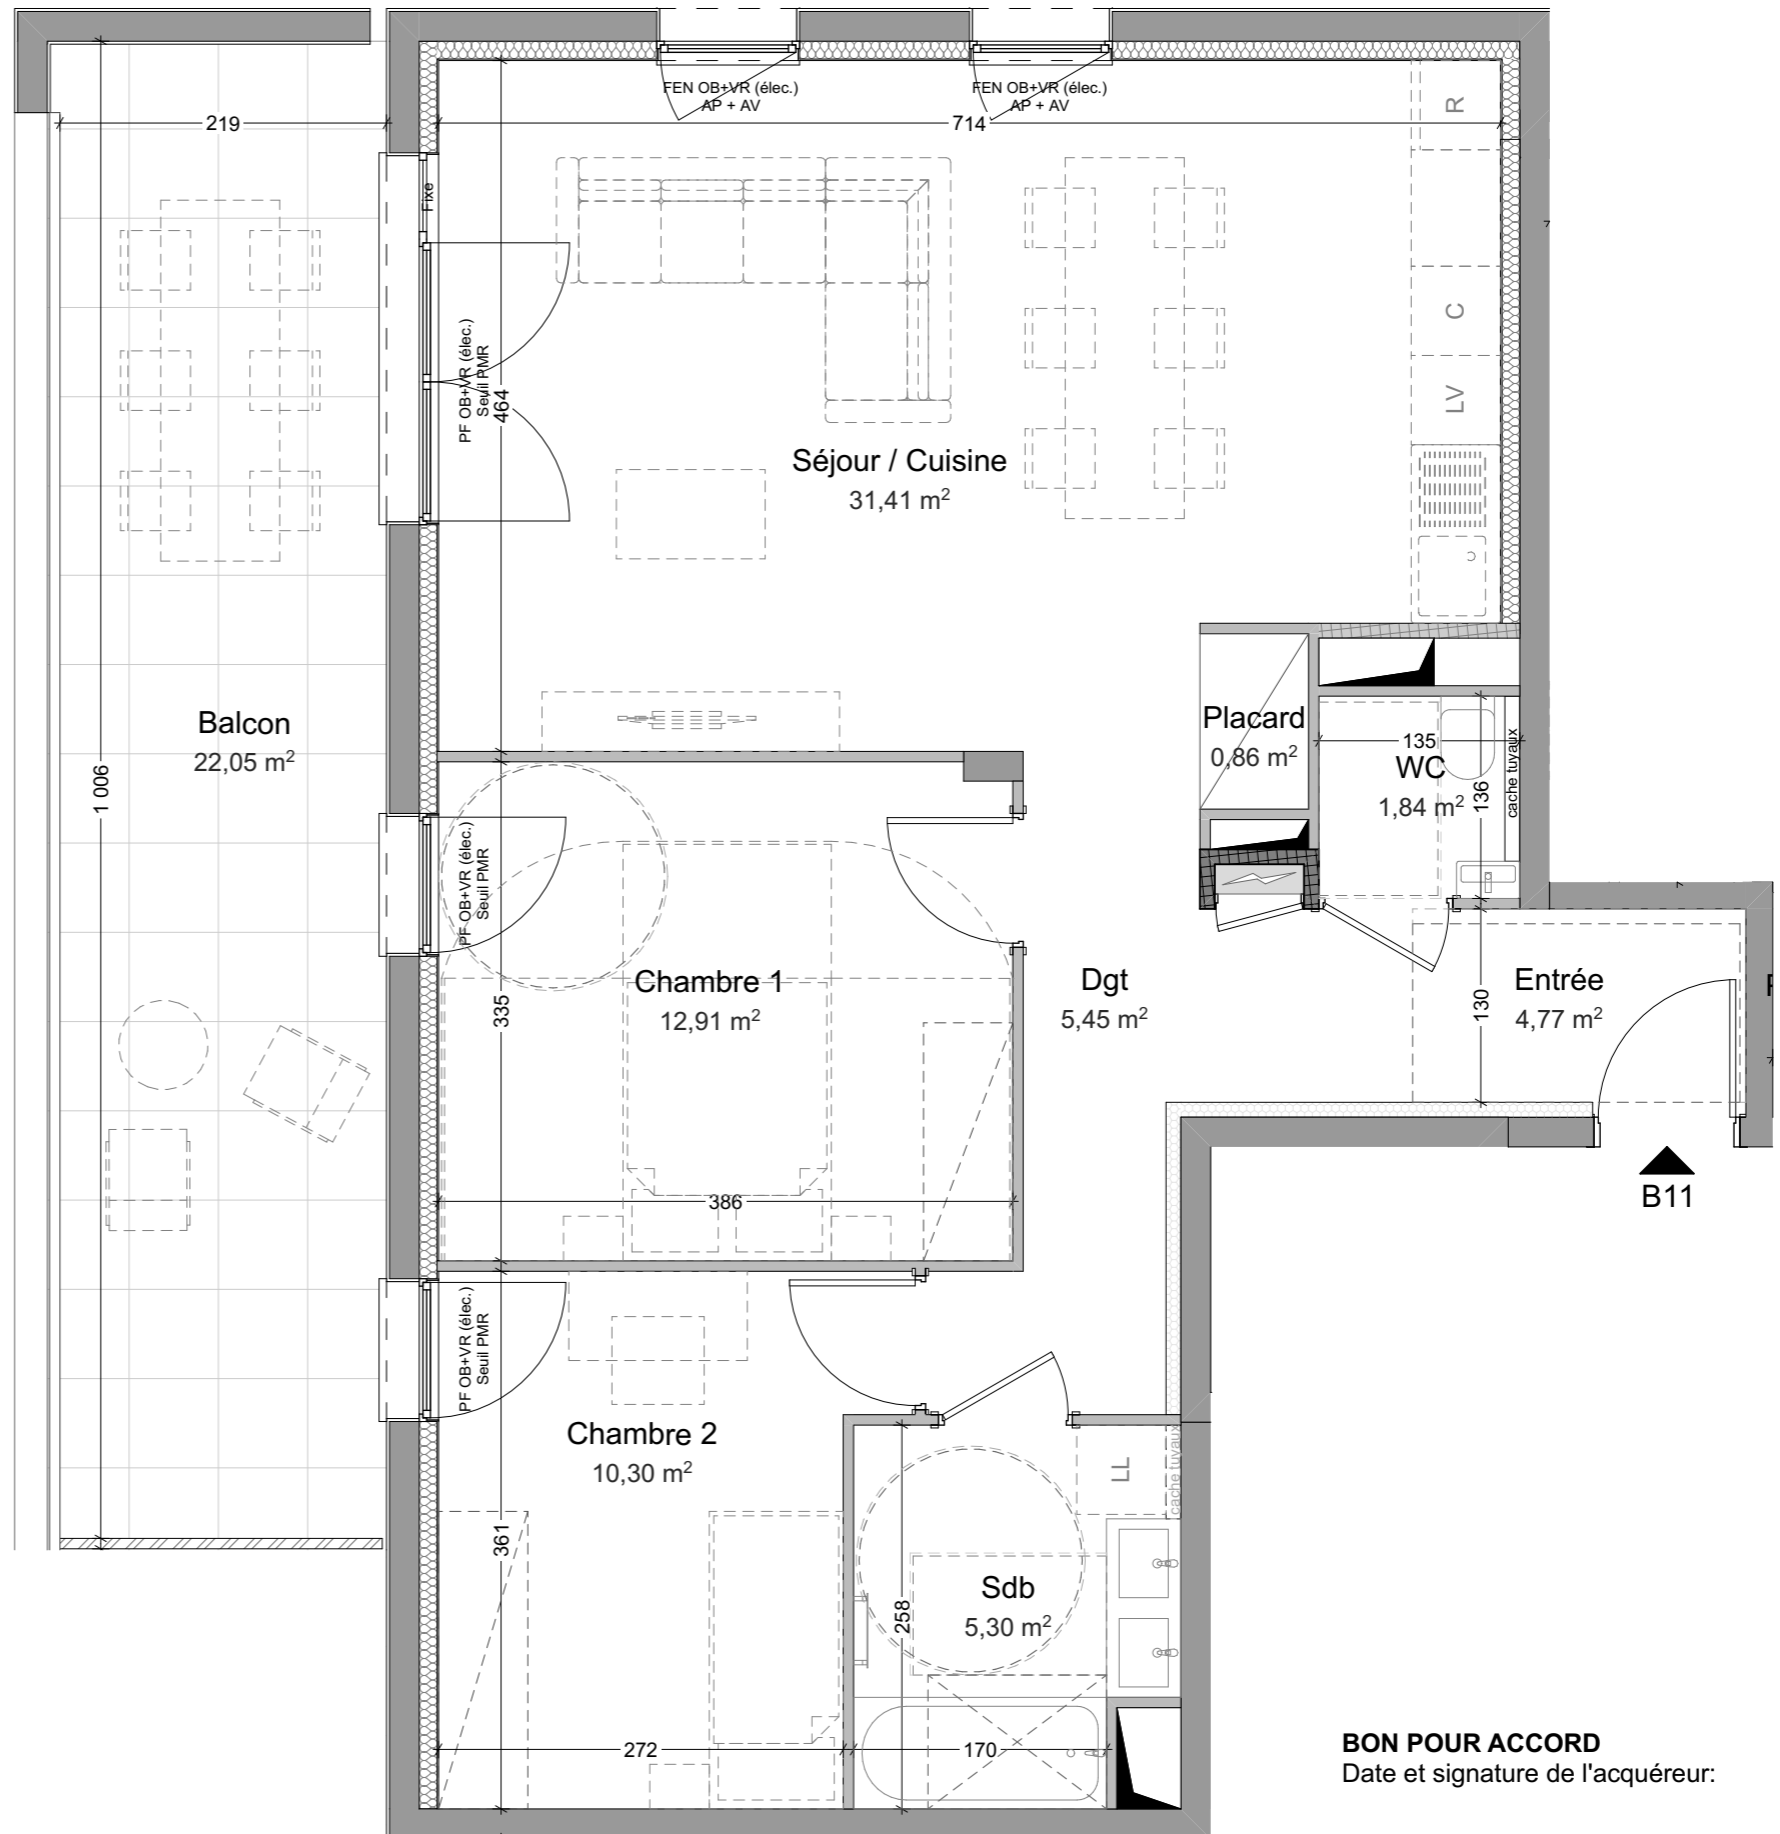 FEN OB+VR (élec.)
AP + AV
FEN OB+VR (élec.)
AP + AV
219
714
R
Fixe
C
PF OB+VR (élec.)
Seuil PMR
464
LV
Séjour / Cuisine
31,41 m²
Balcon
22,05 m²
1 006
Placard
0,86 m²
135
WC
1,84 m²
136
cache tuyaux
PF OB+VR (élec.)
Seuil PMR
Chambre 1
12,91 m²
335
Dgt
5,45 m²
130
Entrée
4,77 m²
386
B11
PF OB+VR (élec.)
Seuil PMR
Chambre 2
10,30 m²
LL
cache tuyaux
361
258
Sdb
5,30 m²
272
170
BON POUR ACCORD
Date et signature de l'acquéreur: